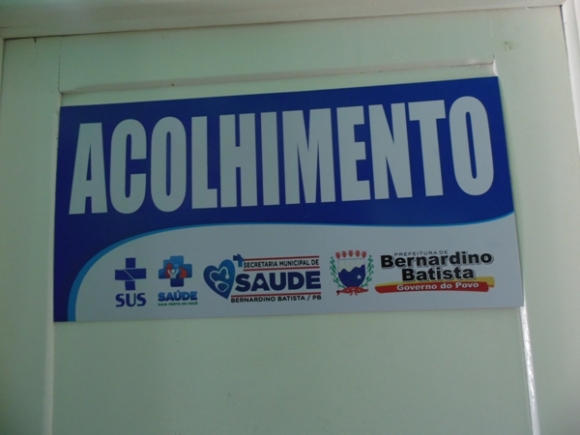 ACOLHIMENTO
SUS
SAÚDE
SECRETARIA MUNICIPAL DE
SAUDE
BERNARDINO BATISTA / PB
PREFEITURA DE
Bernardino
Batista
Governo do Povo